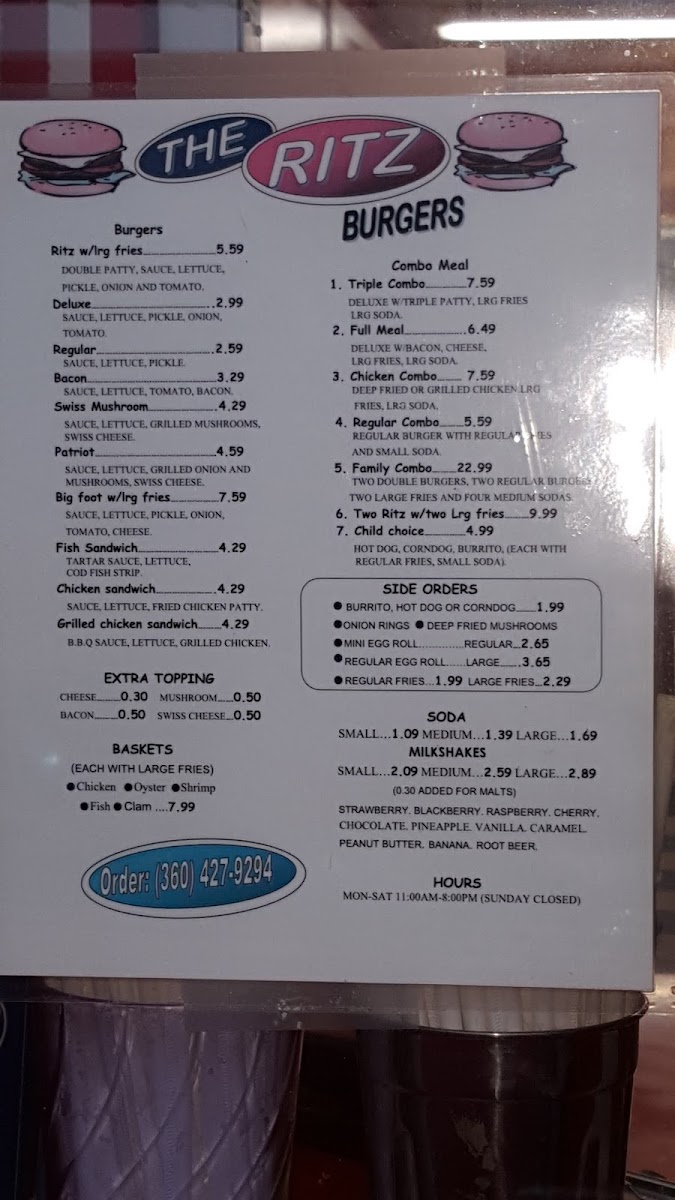 THE RITZ
BURGERS
Burgers
Ritz w/lrg fries..............5.59
DOUBLE PATTY, SAUCE, LETTUCE,
PICKLE, ONION AND TOMATO.
Deluxe..............2.99
SAUCE, LETTUCE, PICKLE, ONION,
TOMATO.
Regular..............2.59
SAUCE, LETTUCE, PICKLE.
Bacon..............3.29
SAUCE, LETTUCE, TOMATO, BACON.
Swiss Mushroom..............4.29
SAUCE, LETTUCE, GRILLED MUSHROOMS,
SWISS CHEESE.
Patriot..............4.59
SAUCE, LETTUCE, GRILLED ONION AND
MUSHROOMS, SWISS CHEESE.
Big foot w/lrg fries..........7.59
SAUCE, LETTUCE, PICKLE, ONION,
TOMATO, CHEESE.
Fish Sandwich..............4.29
TARTAR SAUCE, LETTUCE,
COD FISH STRIP.
Chicken sandwich............4.29
SAUCE, LETTUCE, FRIED CHICKEN PATTY.
Grilled chicken sandwich.....4.29
B.B.Q SAUCE, LETTUCE, GRILLED CHICKEN.
EXTRA TOPPING
CHEESE.......0.30 MUSHROOM....0.50
BACON.......0.50 SWISS CHEESE...0.50
BASKETS
(EACH WITH LARGE FRIES)
●Chicken ●Oyster ●Shrimp
●Fish ●Clam ....7.99
Order: (360) 427-9294
Combo Meal
1. Triple Combo..........7.59
DELUXE W/TRIPLE PATTY, LRG FRIES
LRG SODA.
2. Full Meal..............6.49
DELUXE W/BACON, CHEESE,
LRG FRIES, LRG SODA.
3. Chicken Combo...... 7.59
DEEP FRIED OR GRILLED CHICKEN LRG
FRIES, LRG SODA.
4. Regular Combo......5.59
REGULAR BURGER WITH REGULAR FRIES
AND SMALL SODA.
5. Family Combo......22.99
TWO DOUBLE BURGERS, TWO REGULAR BURGERS
TWO LARGE FRIES AND FOUR MEDIUM SODAS.
6. Two Ritz w/two Lrg fries......9.99
7. Child choice..........4.99
HOT DOG, CORNDOG, BURRITO, (EACH WITH
REGULAR FRIES, SMALL SODA).
SIDE ORDERS
● BURRITO, HOT DOG OR CORNDOG......1.99
●ONION RINGS ● DEEP FRIED MUSHROOMS
●MINI EGG ROLL.............REGULAR...2.65
●REGULAR EGG ROLL......LARGE.....3.65
●REGULAR FRIES...1.99 LARGE FRIES...2.29
SODA
SMALL...1.09 MEDIUM...1.39 LARGE...1.69
MILKSHAKES
SMALL...2.09 MEDIUM...2.59 LARGE...2.89
(0.30 ADDED FOR MALTS)
STRAWBERRY. BLACKBERRY. RASPBERRY. CHERRY.
CHOCOLATE. PINEAPPLE. VANILLA. CARAMEL.
PEANUT BUTTER. BANANA. ROOT BEER.
HOURS
MON-SAT 11:00AM-8:00PM (SUNDAY CLOSED)